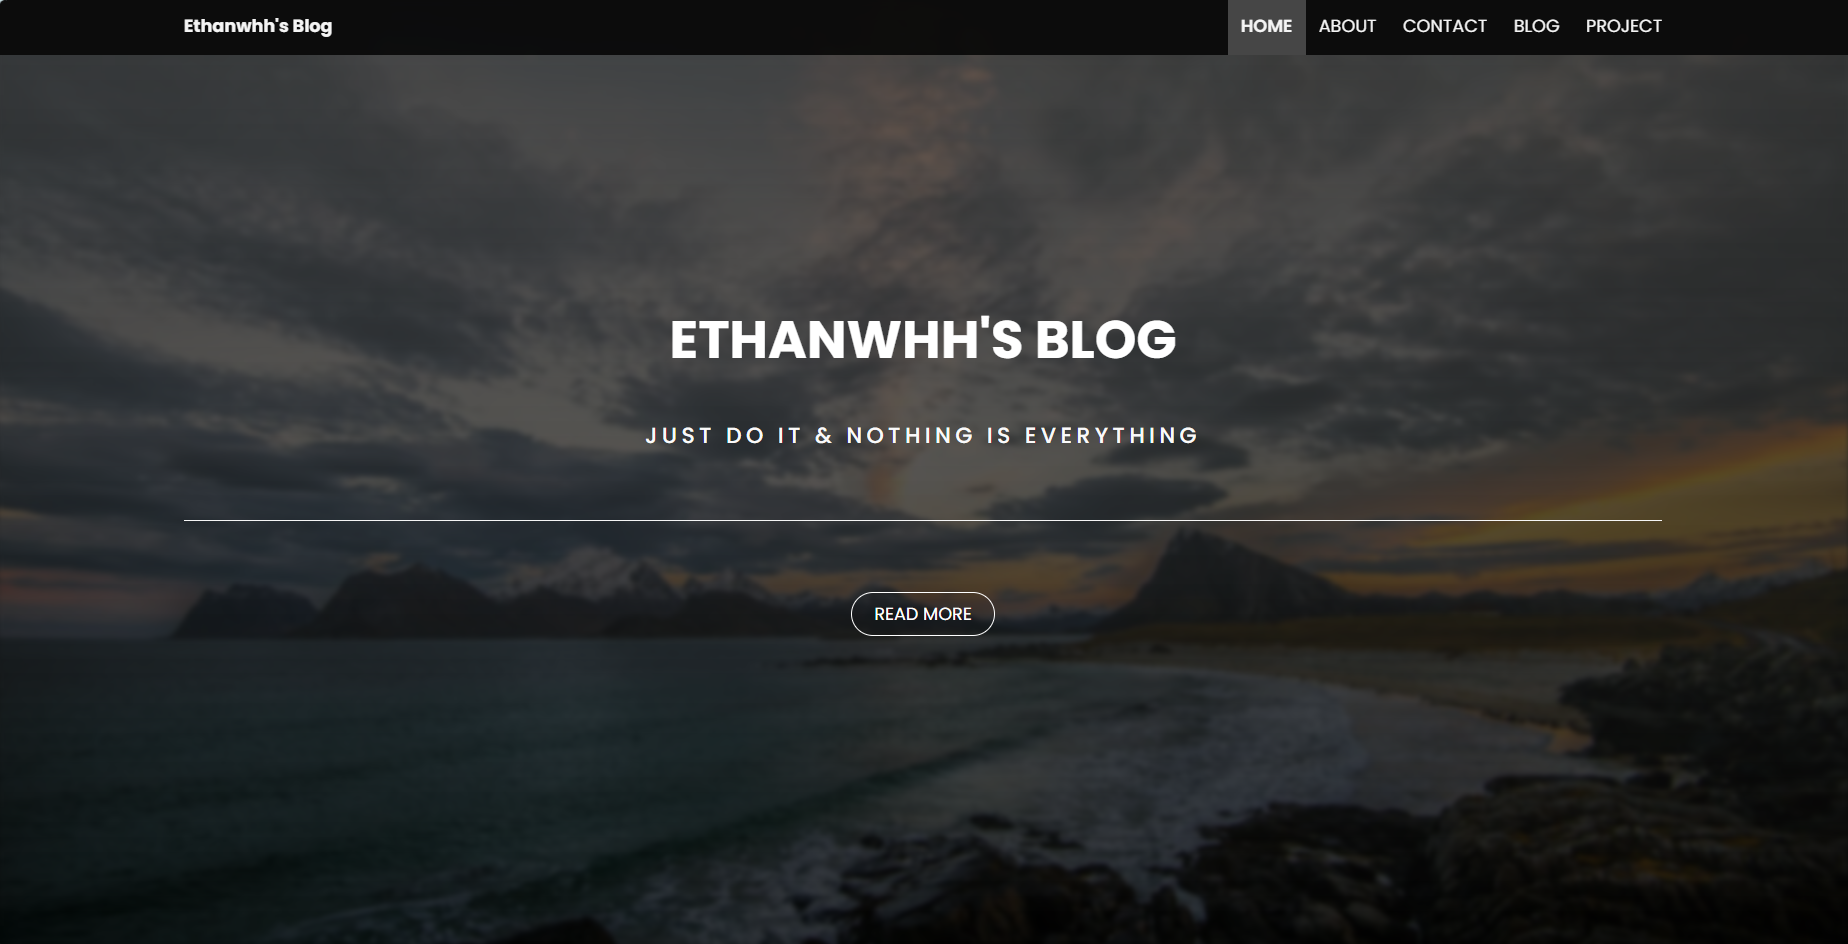 Ethanwhh's Blog
HOME ABOUT CONTACT BLOG PROJECT
ETHANWHH'S BLOG
JUST DO IT & NOTHING IS EVERYTHING
READ MORE